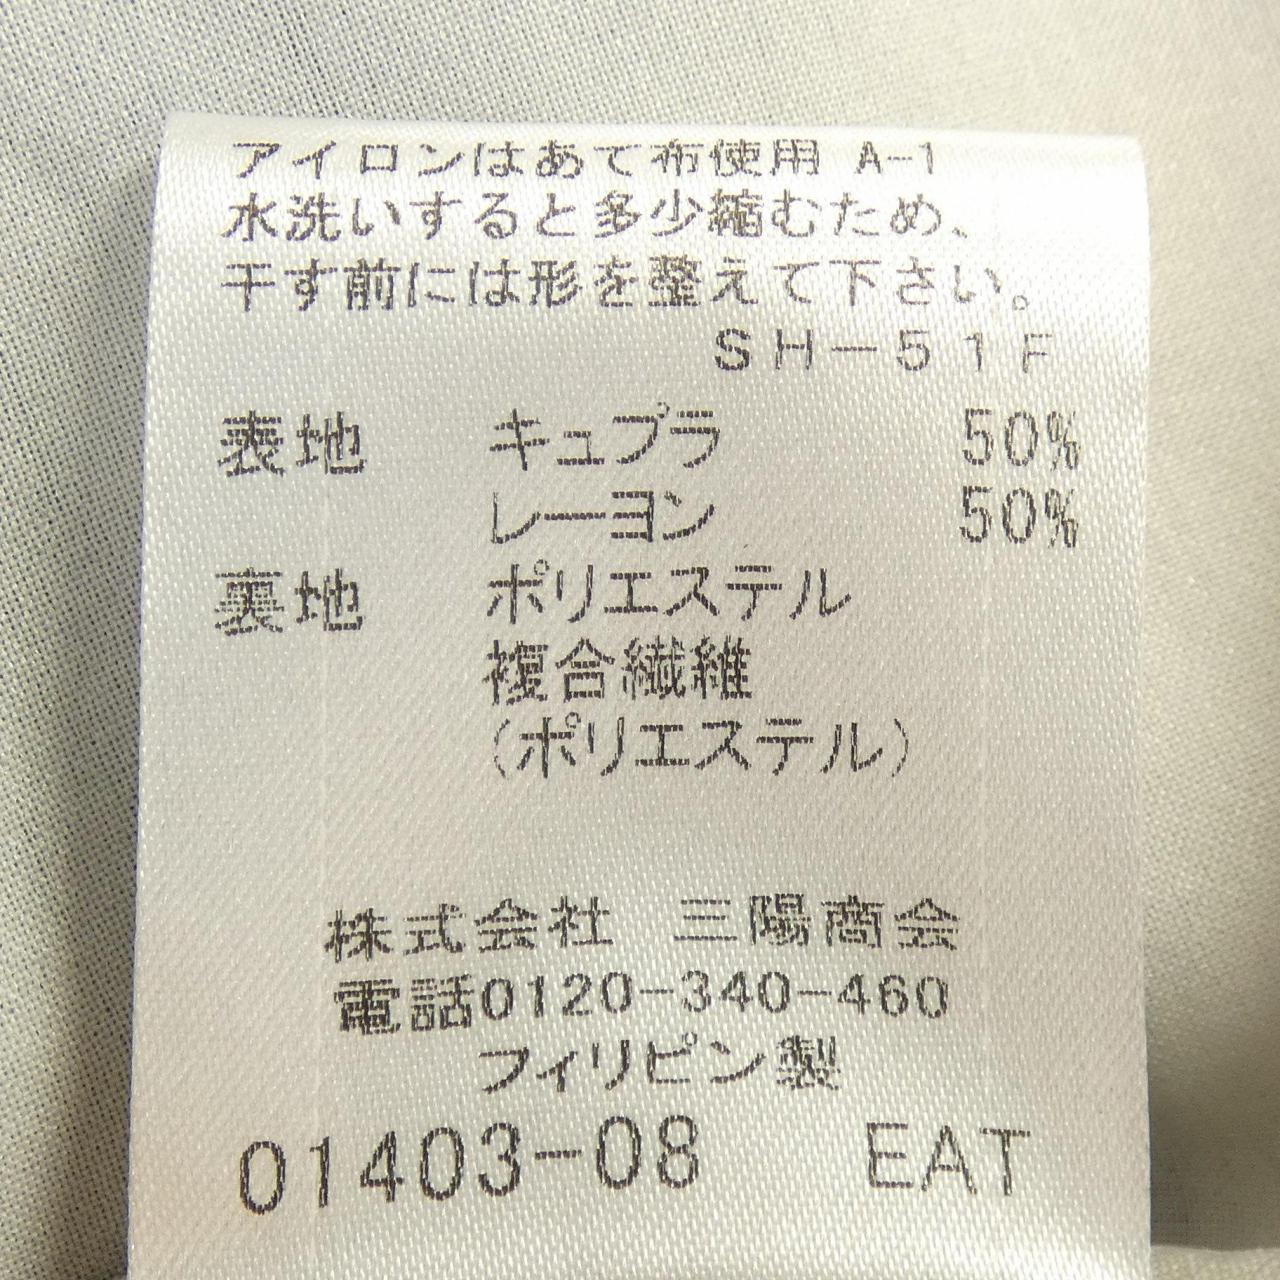 アイロンはあて布使用 A-1
水洗いすると多少縮むため、
干す前には形を整えて下さい。
SH-51F
表地 キュプラ 50%
レーヨン 50%
裏地 ポリエステル
複合繊維
(ポリエステル)
株式会社 三陽商会
電話0120-340-460
フィリピン製
01403-08 EAT